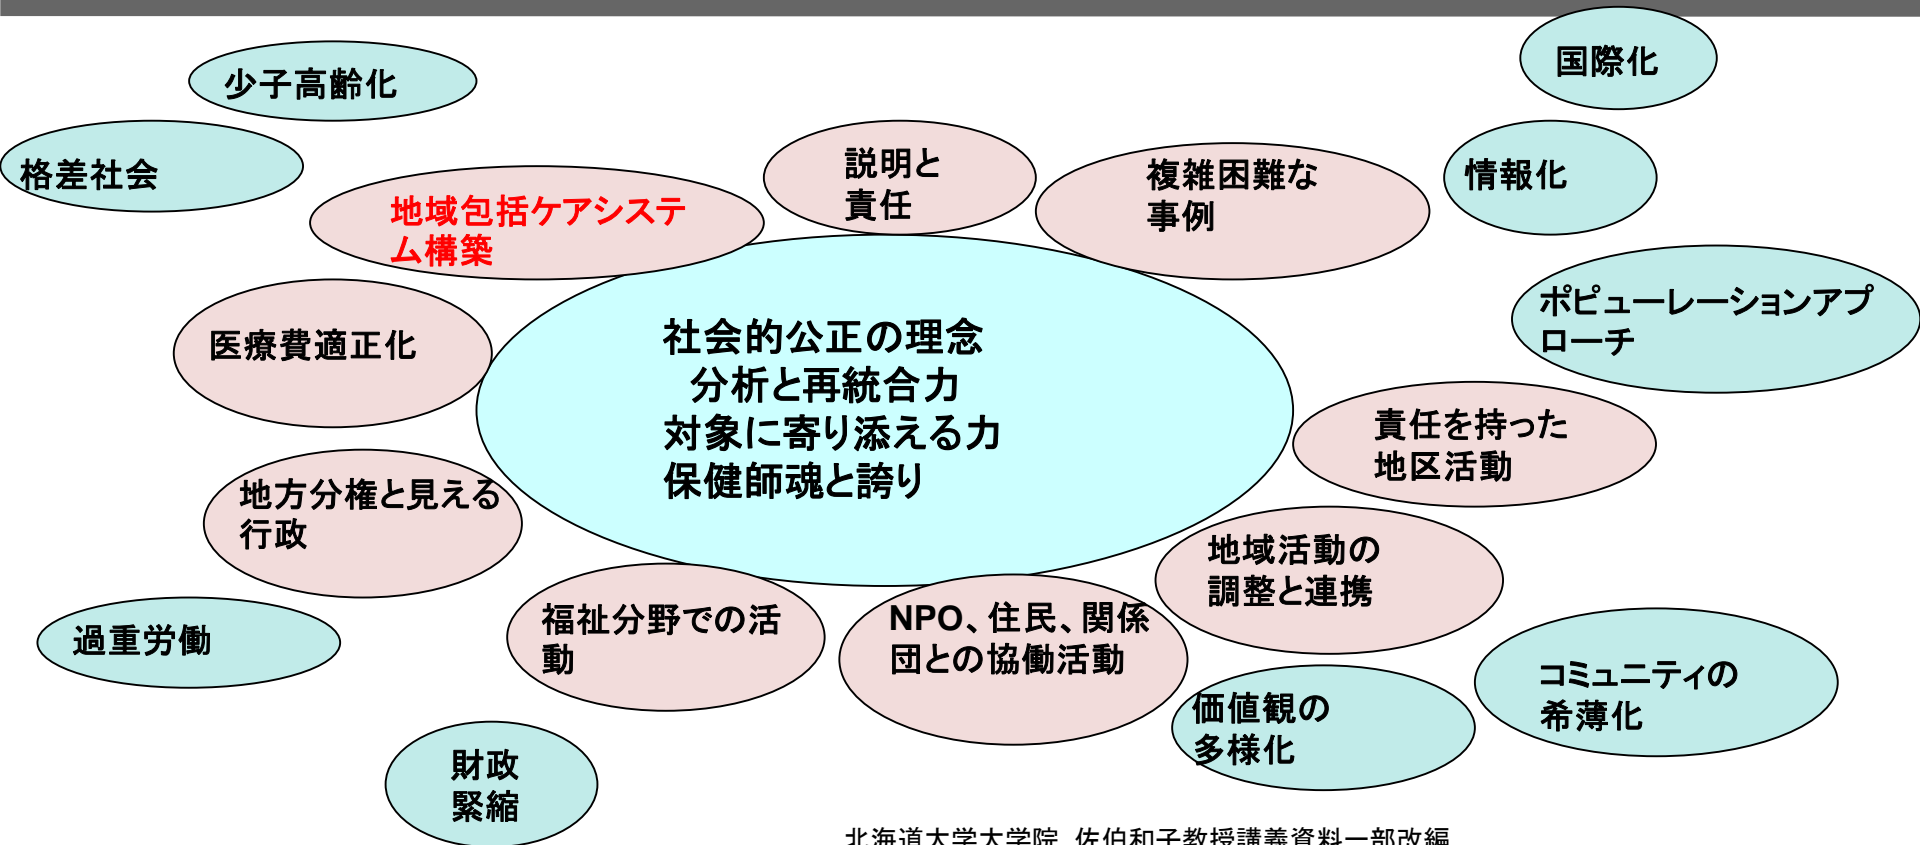 国際化
少子高齢化
格差社会
説明と
責任
複雑困難な
事例
情報化
地域包括ケアシステ
ム構築
ポピューレーションアプ
ローチ
医療費適正化
社会的公正の理念
分析と再統合力
対象に寄り添える力
保健師魂と誇り
責任を持った
地区活動
地方分権と見える
行政
地域活動の
調整と連携
過重労働
福祉分野での活
動
NPO、住民、関係
団との協働活動
コミュニティの
希薄化
価値観の
多様化
財政
緊縮
北海道大学大学院 佐伯和子教授講義資料一部改編